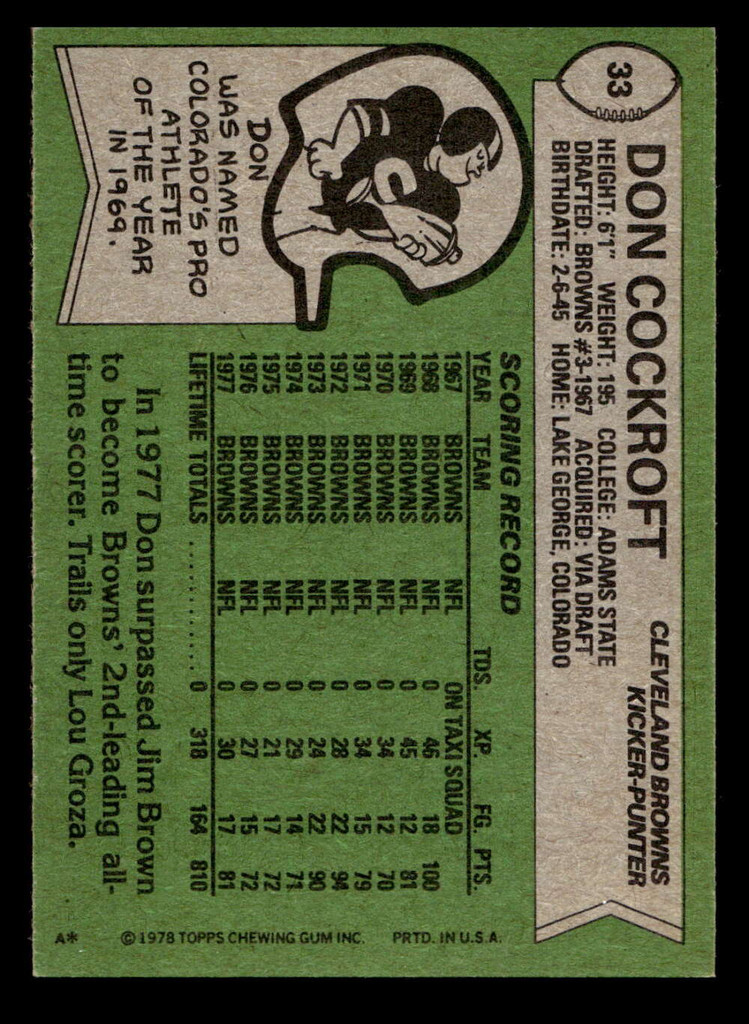 33
DON COCKROFT
CLEVELAND BROWNS
KICKER-PUNTER
HEIGHT: 6'1" WEIGHT: 195 COLLEGE: ADAMS STATE
DRAFTED: BROWNS #3-1967 ACQUIRED: VIA DRAFT
BIRTHDATE: 2-6-45 HOME: LAKE GEORGE, COLORADO
DON
WAS NAMED
COLORADO'S PRO
ATHLETE
OF THE YEAR
IN 1969.
SCORING RECORD
YEAR TEAM TDS. XP. FG. PTS.
1967 BROWNS NFL ON TAXI SQUAD
1968 BROWNS NFL 0 46 18 100
1969 BROWNS NFL 0 45 12 81
1970 BROWNS NFL 0 34 12 70
1971 BROWNS NFL 0 34 15 79
1972 BROWNS NFL 0 28 22 94
1973 BROWNS NFL 0 24 22 90
1974 BROWNS NFL 0 29 14 71
1975 BROWNS NFL 0 21 17 72
1976 BROWNS NFL 0 27 15 72
1977 BROWNS NFL 0 30 17 81
LIFETIME TOTALS .......... 0 318 164 810
In 1977 Don surpassed Jim Brown
to become Browns' 2nd-leading all-
time scorer. Trails only Lou Groza.
A* © 1978 TOPPS CHEWING GUM INC. PRTD. IN U.S.A.